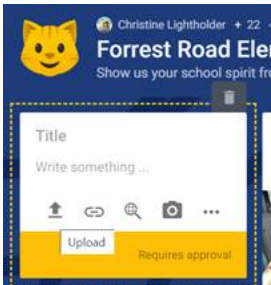 Christine Lightholder + 22
Forrest Road Ele
Show us your school spirit fr
Title
Write something ...
Upload
Requires approval